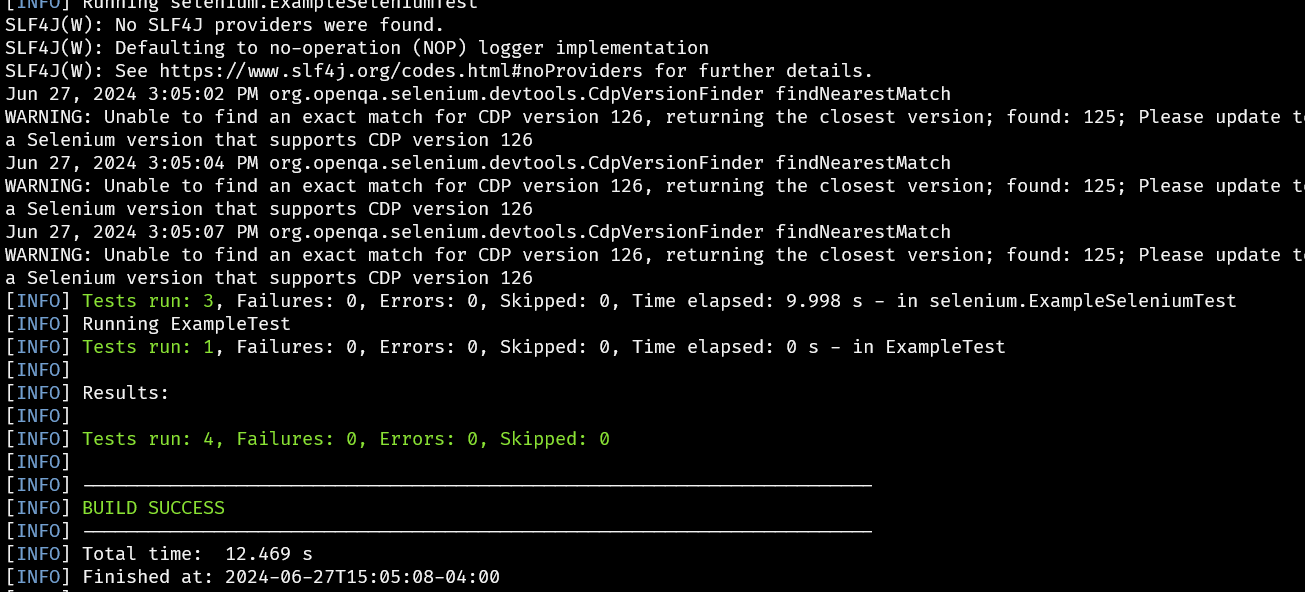 [INFO] Running selenium.ExampleSeleniumTest
SLF4J(W): No SLF4J providers were found.
SLF4J(W): Defaulting to no-operation (NOP) logger implementation
SLF4J(W): See https://www.slf4j.org/codes.html#noProviders for further details.
Jun 27, 2024 3:05:02 PM org.openqa.selenium.devtools.CdpVersionFinder findNearestMatch
WARNING: Unable to find an exact match for CDP version 126, returning the closest version; found: 125; Please update to
a Selenium version that supports CDP version 126
Jun 27, 2024 3:05:04 PM org.openqa.selenium.devtools.CdpVersionFinder findNearestMatch
WARNING: Unable to find an exact match for CDP version 126, returning the closest version; found: 125; Please update to
a Selenium version that supports CDP version 126
Jun 27, 2024 3:05:07 PM org.openqa.selenium.devtools.CdpVersionFinder findNearestMatch
WARNING: Unable to find an exact match for CDP version 126, returning the closest version; found: 125; Please update to
a Selenium version that supports CDP version 126
[INFO] Tests run: 3, Failures: 0, Errors: 0, Skipped: 0, Time elapsed: 9.998 s - in selenium.ExampleSeleniumTest
[INFO] Running ExampleTest
[INFO] Tests run: 1, Failures: 0, Errors: 0, Skipped: 0, Time elapsed: 0 s - in ExampleTest
[INFO]
[INFO] Results:
[INFO]
[INFO] Tests run: 4, Failures: 0, Errors: 0, Skipped: 0
[INFO]
[INFO] ------------------------------------------------------------------------
[INFO] BUILD SUCCESS
[INFO] ------------------------------------------------------------------------
[INFO] Total time:  12.469 s
[INFO] Finished at: 2024-06-27T15:05:08-04:00